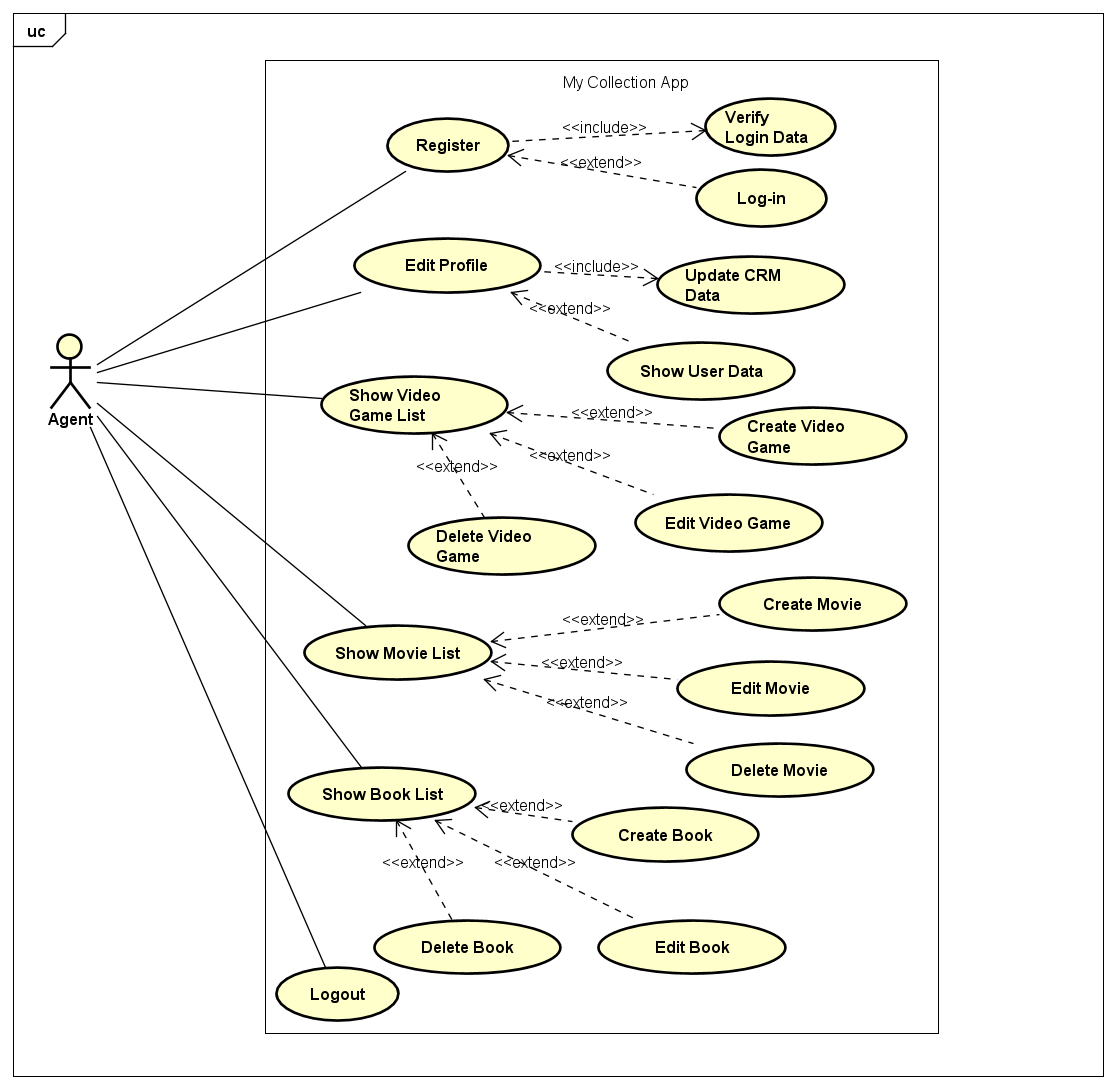 uc
My Collection App
Register
<<include>>
Verify
Login Data
<<extend>>
Log-in
Edit Profile
<<include>>
Update CRM
Data
<<extend>>
Show User Data
Agent
Show Video
Game List
<<extend>>
Create Video
Game
<<extend>>
Edit Video Game
<<extend>>
Delete Video
Game
Show Movie List
<<extend>>
Create Movie
<<extend>>
Edit Movie
<<extend>>
Delete Movie
Show Book List
<<extend>>
Create Book
<<extend>>
<<extend>>
Delete Book
Edit Book
Logout